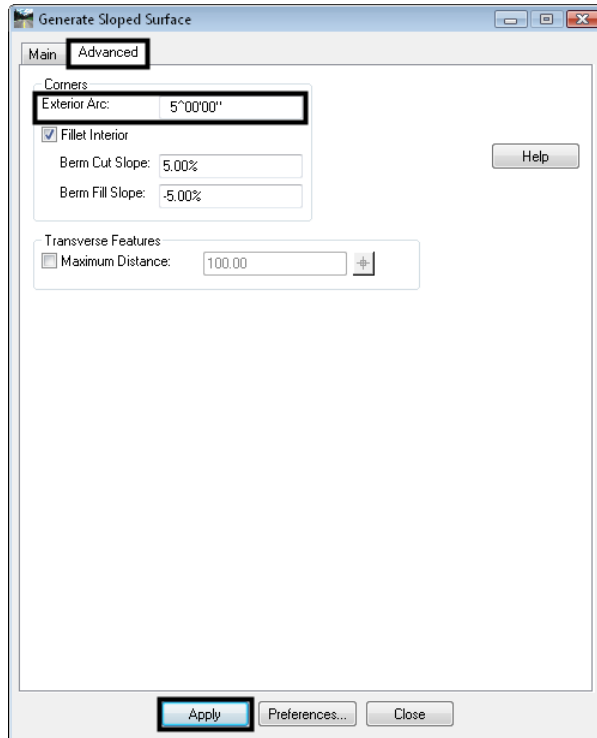 Generate Sloped Surface
Main Advanced
Corners
Exterior Arc: 5^00'00"
Fillet Interior
Berm Cut Slope: 5.00%
Help
Berm Fill Slope: -5.00%
Transverse Features
Maximum Distance: 100.00
Apply Preferences... Close